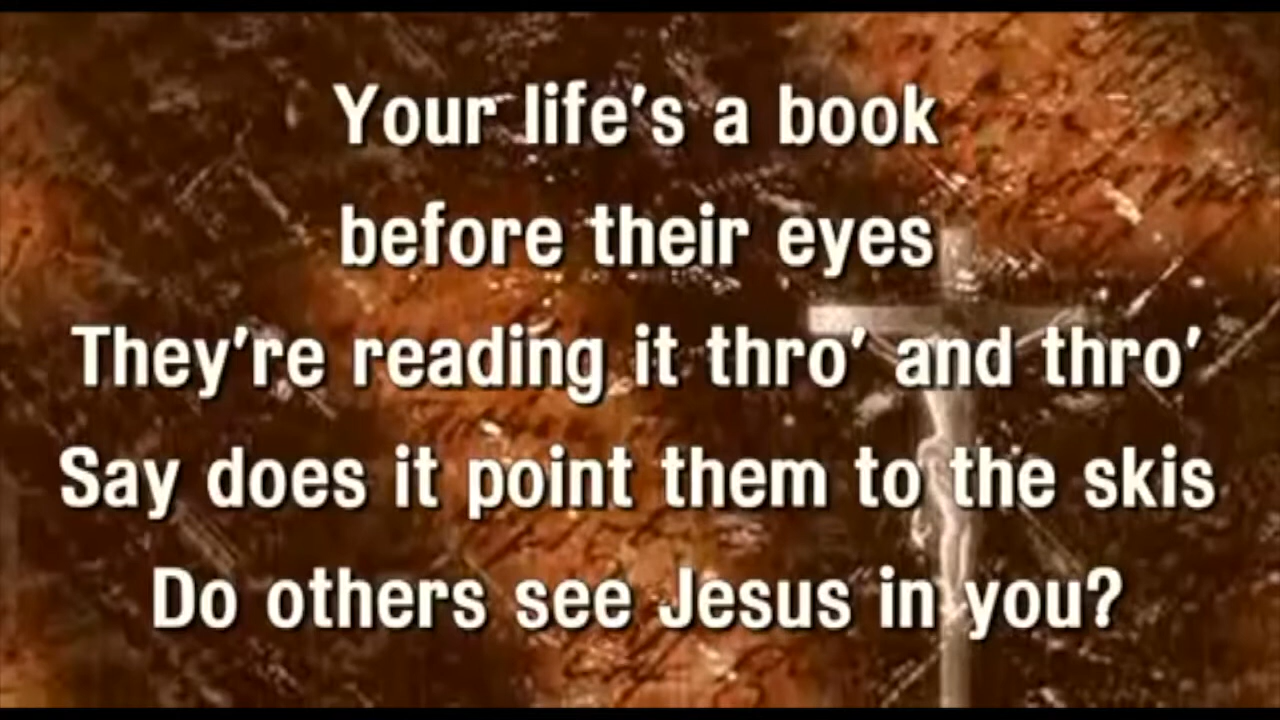 Your life's a book
before their eyes
They're reading it thro' and thro'
Say does it point them to the skis
Do others see Jesus in you?